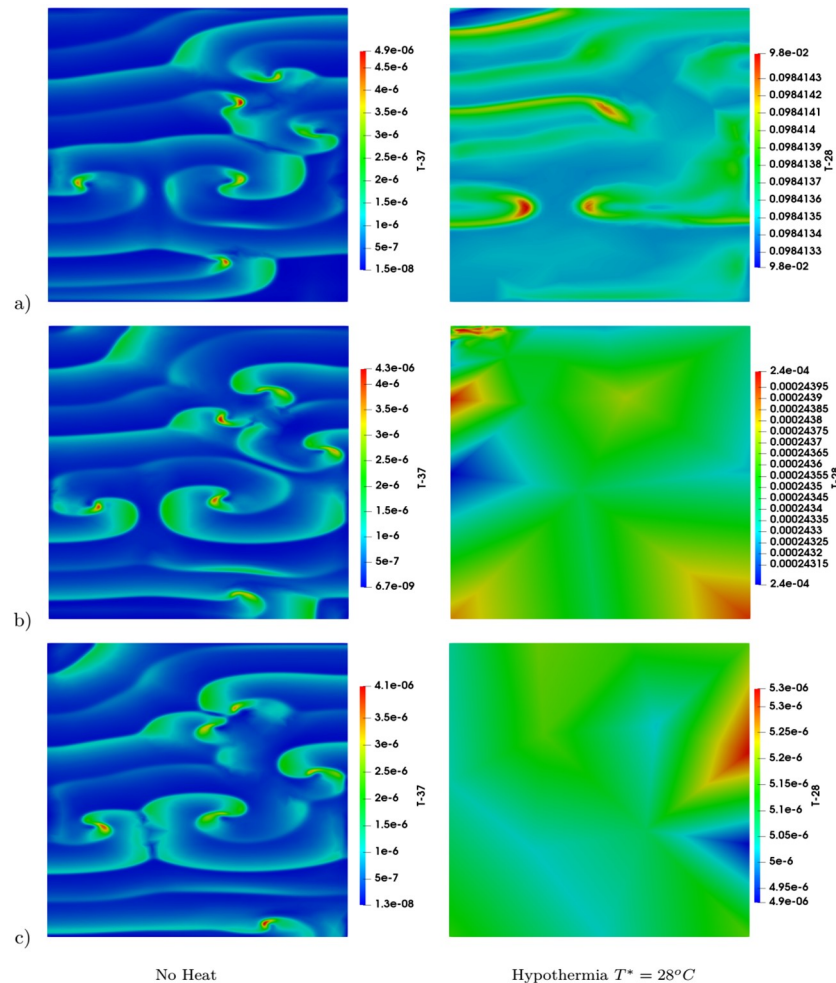 4.9e-06
4.5e-6
4e-6
3.5e-6
3e-6
2.5e-6
2e-6
1.5e-6
1e-6
5e-7
1.5e-08
T-37
9.8e-02
0.0984143
0.0984142
0.0984141
0.098414
0.0984139
0.0984138
0.0984137
0.0984136
0.0984135
0.0984134
0.0984133
9.8e-02
T-28
a)
4.3e-06
4e-6
3.5e-6
3e-6
2.5e-6
2e-6
1.5e-6
1e-6
5e-7
6.7e-09
T-37
2.4e-04
0.00024395
0.0002439
0.00024385
0.0002438
0.00024375
0.0002437
0.00024365
0.0002436
0.00024355
0.0002435
0.00024345
0.0002434
0.00024335
0.0002433
0.00024325
0.0002432
0.00024315
2.4e-04
T-28
b)
4.1e-06
3.5e-6
3e-6
2.5e-6
2e-6
1.5e-6
1e-6
5e-7
1.3e-08
T-37
5.3e-06
5.3e-6
5.25e-6
5.2e-6
5.15e-6
5.1e-6
5.05e-6
5e-6
4.95e-6
4.9e-06
T-28
c)
No Heat
Hypothermia T* = 28°C